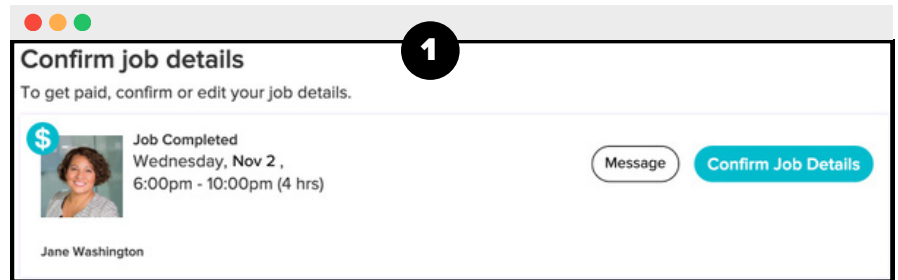 1
Confirm job details
To get paid, confirm or edit your job details.
$
Job Completed
Wednesday, Nov 2 ,
6:00pm - 10:00pm (4 hrs)
Message
Confirm Job Details
Jane Washington